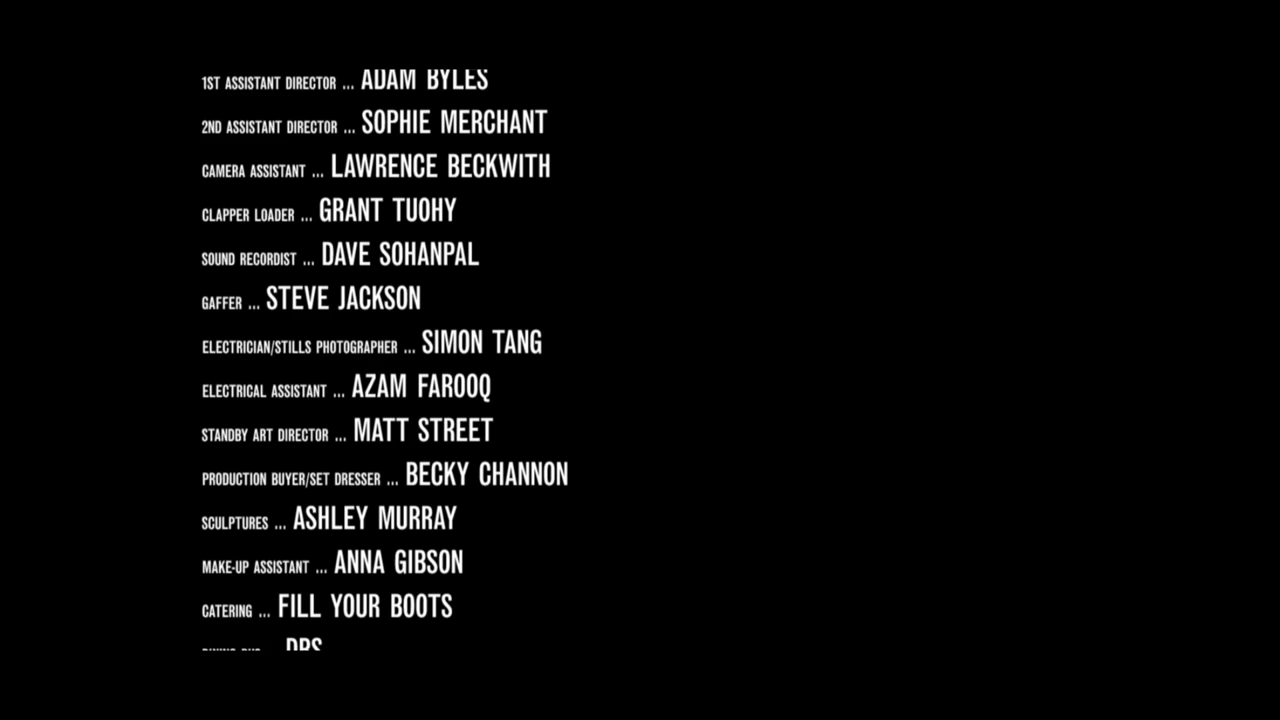 1ST ASSISTANT DIRECTOR ... ADAM BYLES
2ND ASSISTANT DIRECTOR ... SOPHIE MERCHANT
CAMERA ASSISTANT ... LAWRENCE BECKWITH
CLAPPER LOADER ... GRANT TUOHY
SOUND RECORDIST ... DAVE SOHANPAL
GAFFER ... STEVE JACKSON
ELECTRICIAN/STILLS PHOTOGRAPHER ... SIMON TANG
ELECTRICAL ASSISTANT ... AZAM FAROOQ
STANDBY ART DIRECTOR ... MATT STREET
PRODUCTION BUYER/SET DRESSER ... BECKY CHANNON
SCULPTURES ... ASHLEY MURRAY
MAKE-UP ASSISTANT ... ANNA GIBSON
CATERING ... FILL YOUR BOOTS